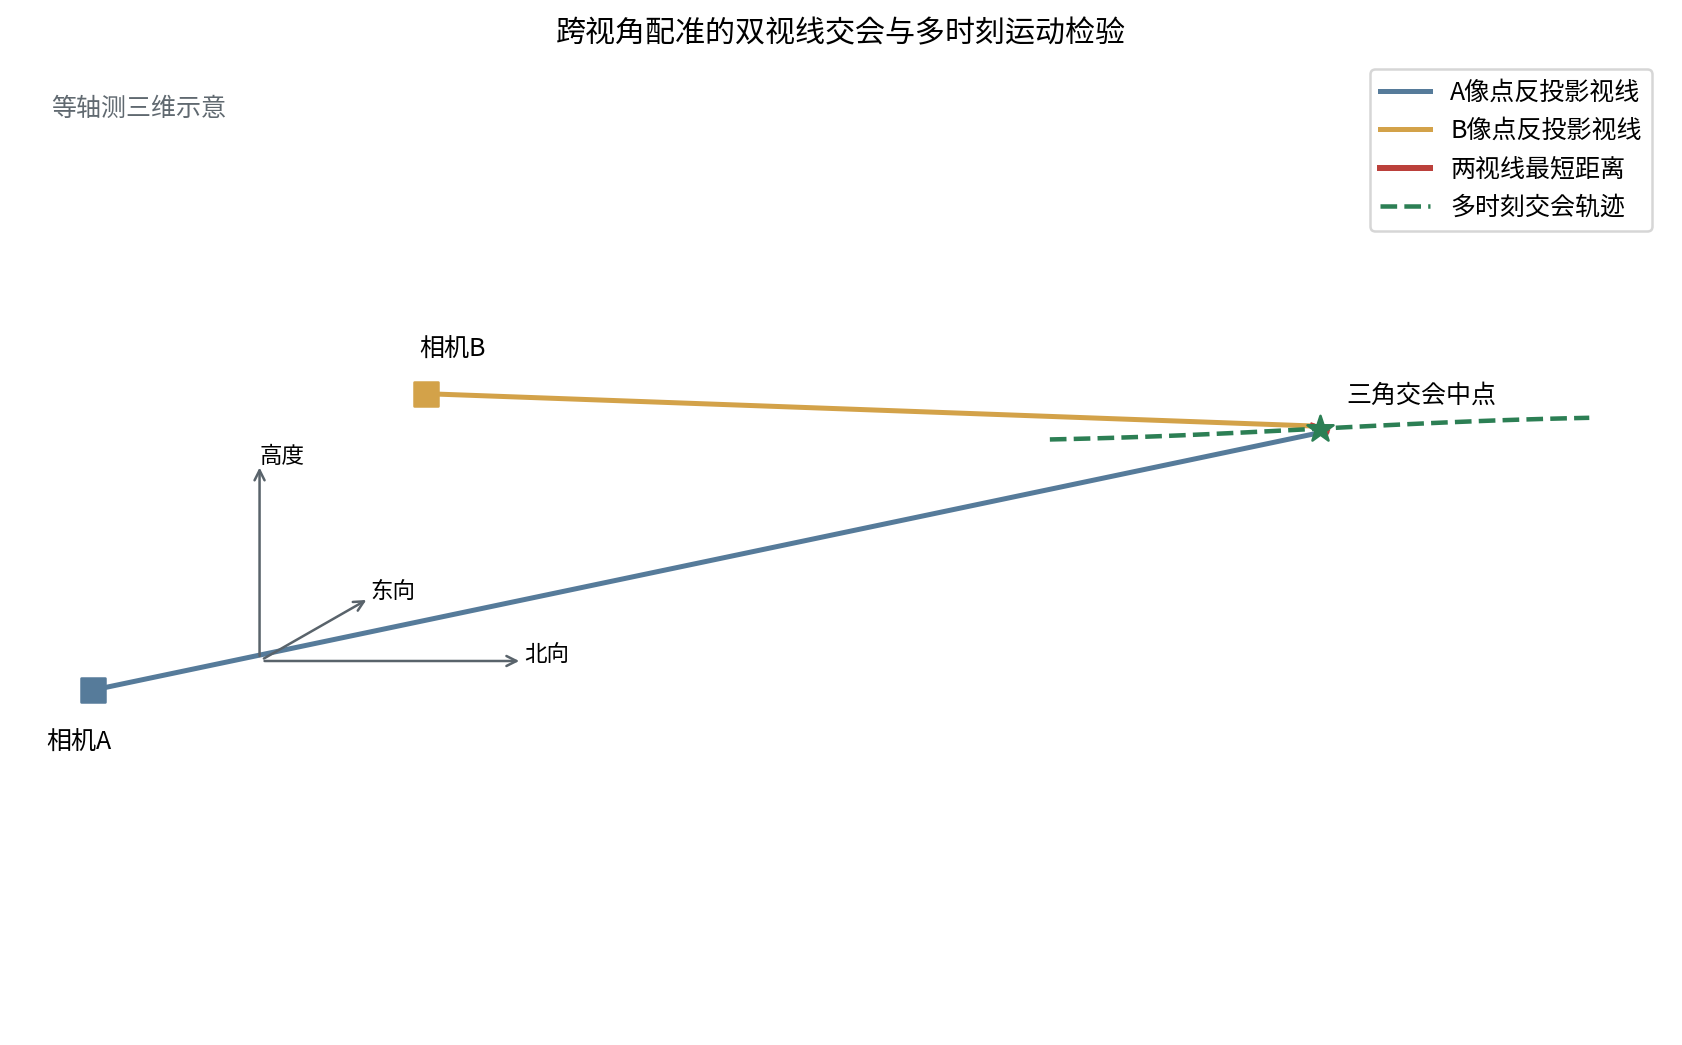 跨视角配准的双视线交会与多时刻运动检验
等轴测三维示意
A像点反投影视线
B像点反投影视线
两视线最短距离
多时刻交会轨迹
相机B
三角交会中点
高度
东向
北向
相机A